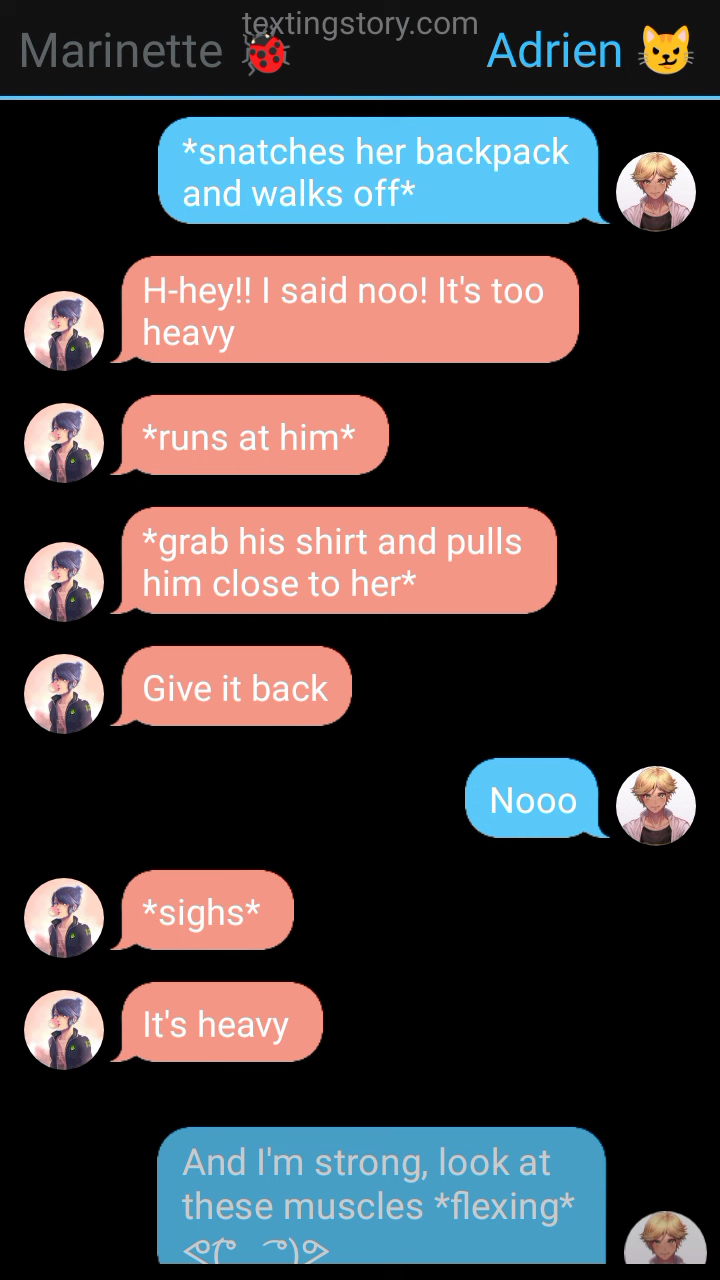 textingstory.com
Marinette 🐞
Adrien 😼
*snatches her backpack
and walks off*
H-hey!! I said noo! It's too
heavy
*runs at him*
*grab his shirt and pulls
him close to her*
Give it back
Nooo
*sighs*
It's heavy
And I'm strong, look at
these muscles *flexing*